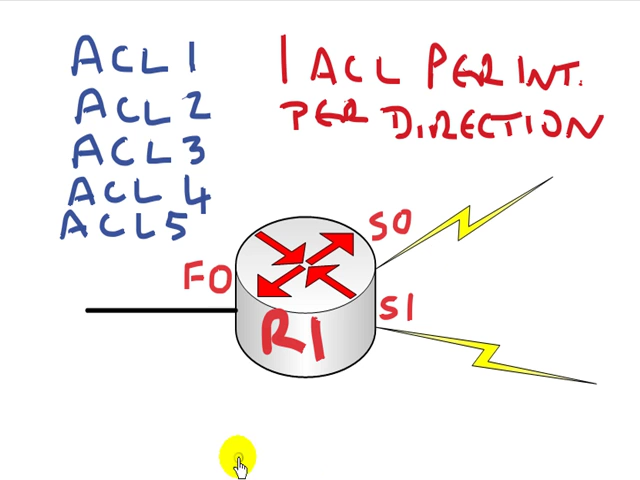 ACL 1
ACL 2
ACL 3
ACL 4
ACL 5
1 ACL PER INT.
PER DIRECTION
S0
F0
S1
R1